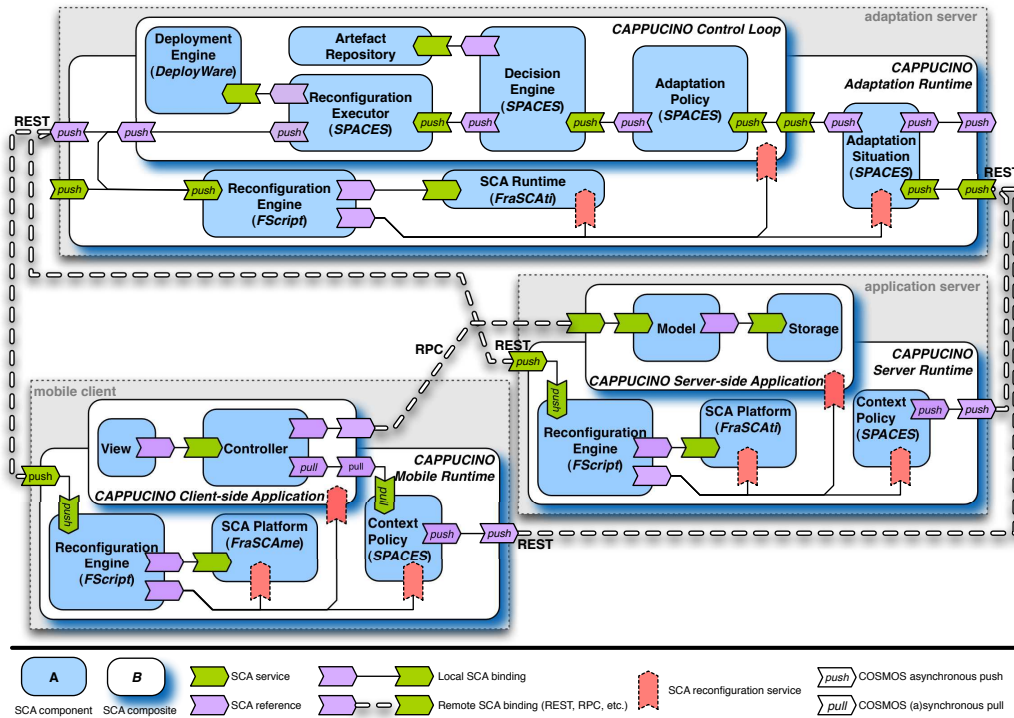 adaptation server
CAPPUCINO Control Loop
Deployment
Engine
(DeployWare)
Artefact
Repository
Decision
Engine
(SPACES)
Adaptation
Policy
(SPACES)
CAPPUCINO
Adaptation Runtime
Reconfiguration
Executor
(SPACES)
REST
push
push
push
push
push
push
push
push
push
push
push
push
Adaptation
Situation
(SPACES)
REST
push
push
push
push
Reconfiguration
Engine
(FScript)
SCA Runtime
(FraSCAti)
application server
Model
Storage
RPC
REST
push
push
CAPPUCINO Server-side Application
CAPPUCINO
Server Runtime
Reconfiguration
Engine
(FScript)
SCA Platform
(FraSCAti)
Context
Policy
(SPACES)
push
push
mobile client
View
Controller
pull
pull
pull
CAPPUCINO
Mobile Runtime
CAPPUCINO Client-side Application
push
push
Reconfiguration
Engine
(FScript)
SCA Platform
(FraSCAme)
Context
Policy
(SPACES)
push
push
REST
A
SCA component
B
SCA composite
SCA service
SCA reference
Local SCA binding
Remote SCA binding (REST, RPC, etc.)
SCA reconfiguration service
push
COSMOS asynchronous push
pull
COSMOS (a)synchronous pull